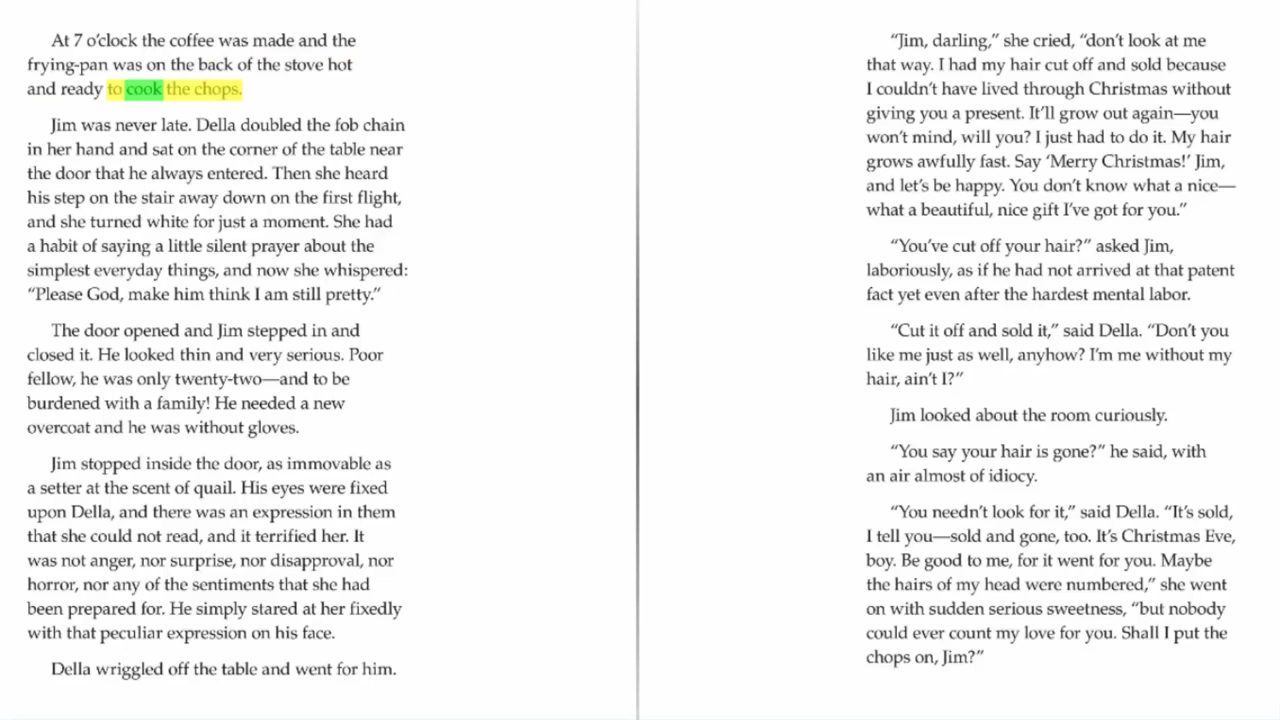 At 7 o'clock the coffee was made and the
frying-pan was on the back of the stove hot
and ready to cook the chops.
Jim was never late. Della doubled the fob chain
in her hand and sat on the corner of the table near
the door that he always entered. Then she heard
his step on the stair away down on the first flight,
and she turned white for just a moment. She had
a habit of saying a little silent prayer about the
simplest everyday things, and now she whispered:
“Please God, make him think I am still pretty.”
The door opened and Jim stepped in and
closed it. He looked thin and very serious. Poor
fellow, he was only twenty-two—and to be
burdened with a family! He needed a new
overcoat and he was without gloves.
Jim stopped inside the door, as immovable as
a setter at the scent of quail. His eyes were fixed
upon Della, and there was an expression in them
that she could not read, and it terrified her. It
was not anger, nor surprise, nor disapproval, nor
horror, nor any of the sentiments that she had
been prepared for. He simply stared at her fixedly
with that peculiar expression on his face.
Della wriggled off the table and went for him.
“Jim, darling,” she cried, “don't look at me
that way. I had my hair cut off and sold because
I couldn't have lived through Christmas without
giving you a present. It'll grow out again—you
won't mind, will you? I just had to do it. My hair
grows awfully fast. Say ‘Merry Christmas!’ Jim,
and let's be happy. You don't know what a nice—
what a beautiful, nice gift I've got for you.”
“You've cut off your hair?” asked Jim,
laboriously, as if he had not arrived at that patent
fact yet even after the hardest mental labor.
“Cut it off and sold it,” said Della. “Don't you
like me just as well, anyhow? I'm me without my
hair, ain't I?”
Jim looked about the room curiously.
“You say your hair is gone?” he said, with
an air almost of idiocy.
“You needn't look for it,” said Della. “It's sold,
I tell you—sold and gone, too. It's Christmas Eve,
boy. Be good to me, for it went for you. Maybe
the hairs of my head were numbered,” she went
on with sudden serious sweetness, “but nobody
could ever count my love for you. Shall I put the
chops on, Jim?”